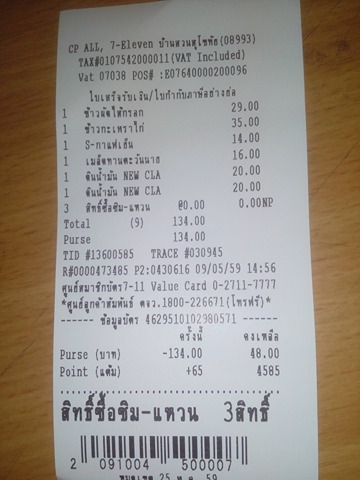 CP ALL, 7-Eleven บ้านสวนสุโขทัย(08993)
TAX#0107542000011(VAT Included)
Vat 07038 POS# :E07640000200096
ใบเสร็จรับเงิน/ใบกำกับภาษีอย่างย่อ
1 ข้าวผัดไส้กรอก 29.00
1 ข้าวกะเพราไก่ 35.00
1 S-กาแฟเย็น 14.00
1 เมล็ดทานตะวันนาย 16.00
1 ดันน้ำมัน NEW CLA 20.00
1 ดันน้ำมัน NEW CLA 20.00
3 สิทธิ์ซื้อชิม-แหวน @0.00 0.00NP
Total (9) 134.00
Purse 134.00
TID #13600585 TRACE #030945
R#0000473485 P2:0430616 09/05/59 14:56
ศูนย์สมาชิกบัตร7-11 Value Card 0-2711-7777
*ศูนย์ลูกค้าสัมพันธ์ ตจว.1800-226671(โทรฟรี)*
------ ข้อมูลบัตร 4629510102980571 ------
ครั้งนี้ คงเหลือ
Purse (บาท) -134.00 48.00
Point (แต้ม) +65 4585
สิทธิ์ซื้อชิม-แหวน 3สิทธิ์
2 091004 500007
หมดเขต 25 พ.ค. 59